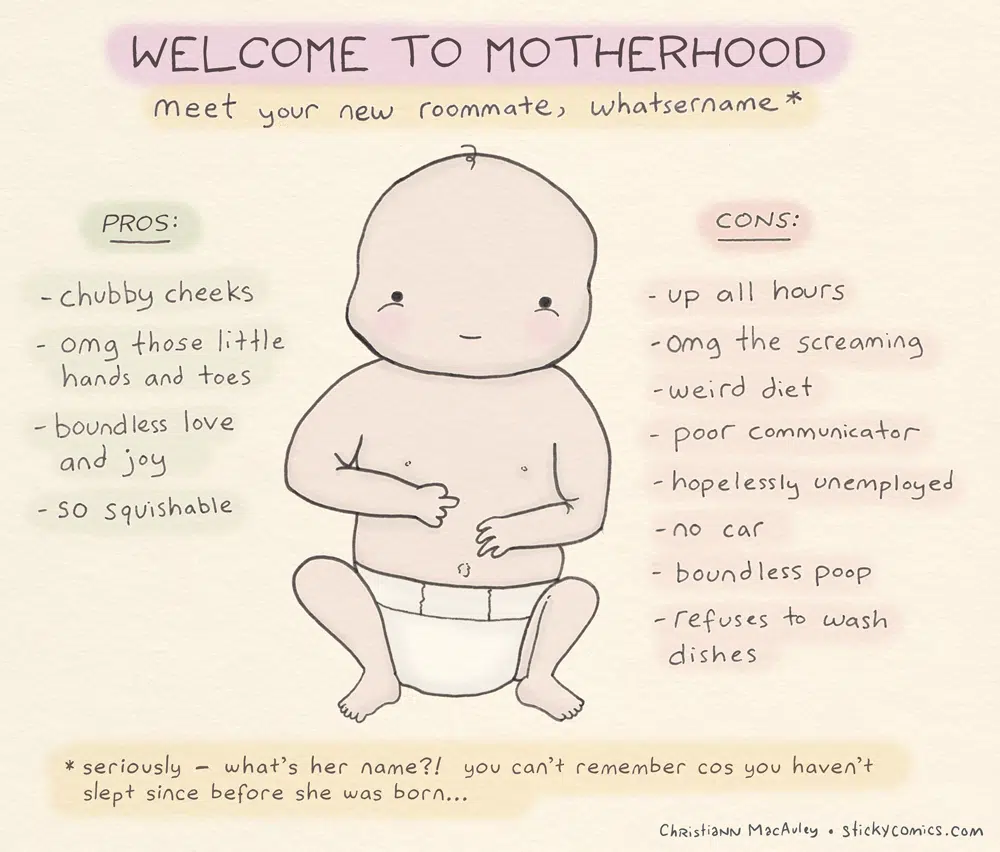 WELCOME TO MOTHERHOOD
meet your new roommate, whatsername*
PROS:
- chubby cheeks
- omg those little
hands and toes
- boundless love
and joy
- so squishable
CONS:
- up all hours
- omg the screaming
- weird diet
- poor communicator
- hopelessly unemployed
- no car
- boundless poop
- refuses to wash
dishes
* seriously – what's her name?! you can't remember cos you haven't
slept since before she was born...
Christiann MacAuley • stickycomics.com